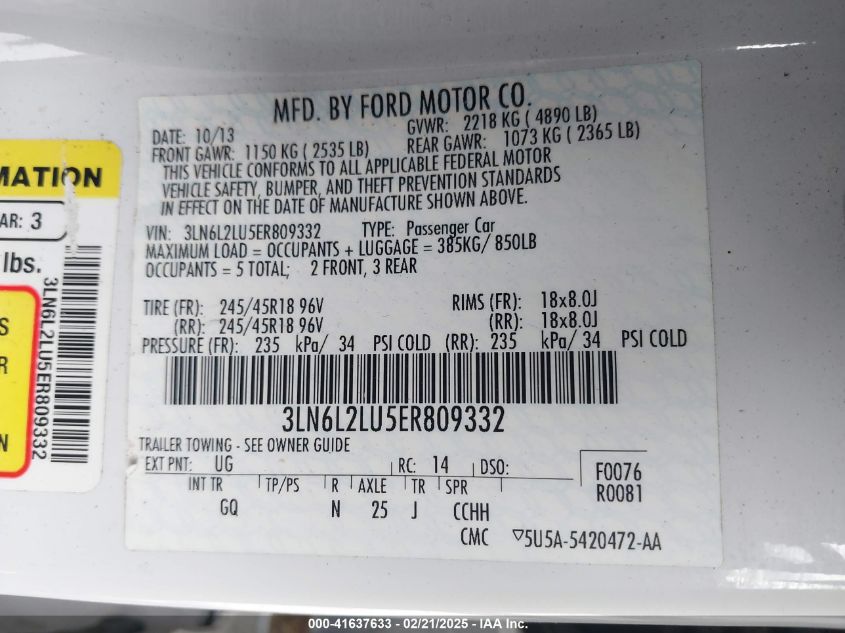 MFD. BY FORD MOTOR CO.
DATE: 10/13 GVWR: 2218 KG ( 4890 LB)
FRONT GAWR: 1150 KG ( 2535 LB) REAR GAWR: 1073 KG ( 2365 LB)
THIS VEHICLE CONFORMS TO ALL APPLICABLE FEDERAL MOTOR
VEHICLE SAFETY, BUMPER, AND THEFT PREVENTION STANDARDS
IN EFFECT ON THE DATE OF MANUFACTURE SHOWN ABOVE.
VIN: 3LN6L2LU5ER809332 TYPE: Passenger Car
MAXIMUM LOAD = OCCUPANTS + LUGGAGE = 385KG/ 850LB
OCCUPANTS = 5 TOTAL; 2 FRONT, 3 REAR
TIRE (FR): 245/45R18 96V RIMS (FR): 18x8.0J
(RR): 245/45R18 96V (RR): 18x8.0J
PRESSURE (FR): 235 kPa/ 34 PSI COLD (RR): 235 kPa/ 34 PSI COLD
3LN6L2LU5ER809332
TRAILER TOWING - SEE OWNER GUIDE
EXT PNT: UG RC: 14 DSO: F0076
R0081
INT TR TP/PS R AXLE TR SPR
GQ N 25 J CCHH
CMC ▽5U5A-5420472-AA
MATION
AR: 3
lbs.
3LN6L2LU5ER809332
S
R
N
000-41637633 - 02/21/2025 - IAA Inc.